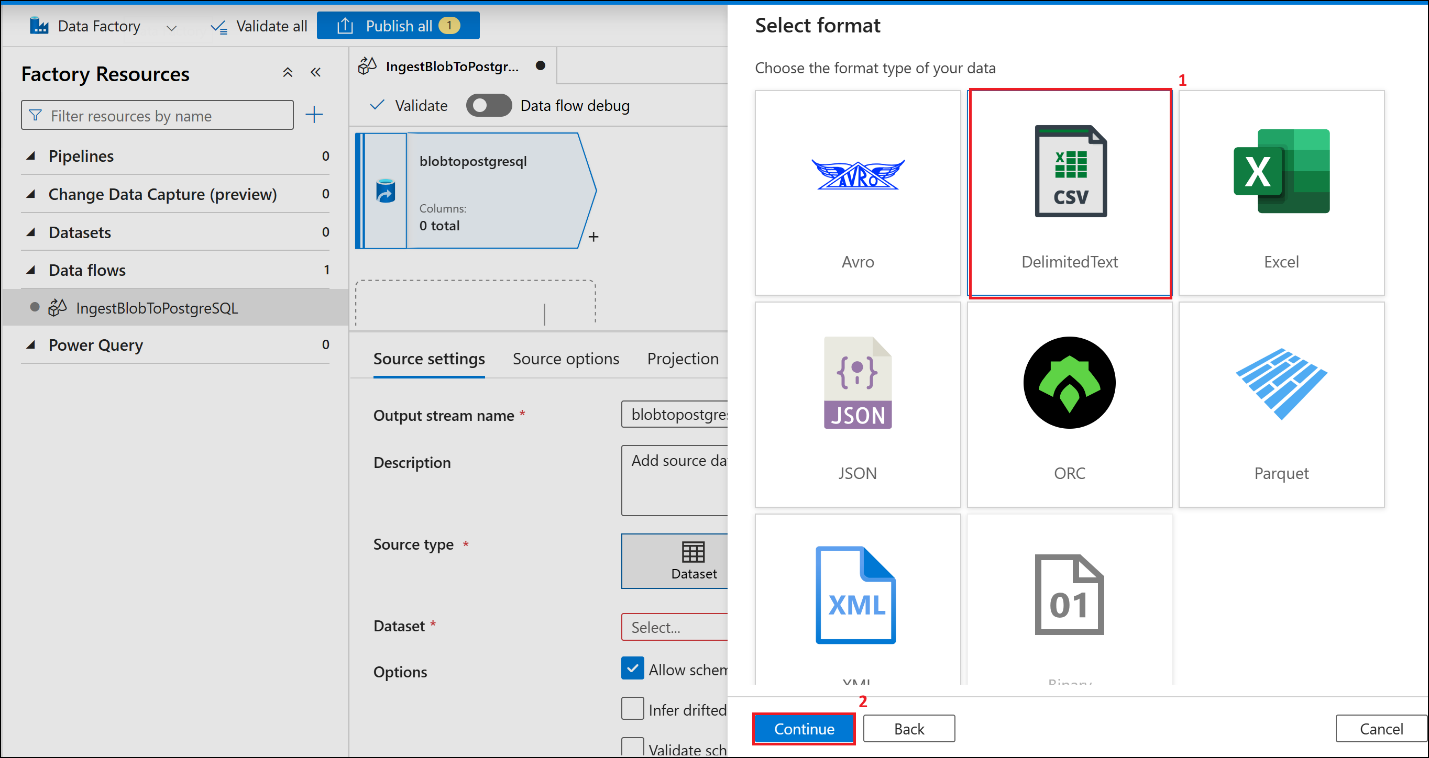 Data Factory
Validate all
Publish all 1
Factory Resources
Filter resources by name
Pipelines 0
Change Data Capture (preview) 0
Datasets 0
Data flows 1
IngestBlobToPostgreSQL
Power Query 0
IngestBlobToPostgr...
Validate
Data flow debug
blobtopostgresql
Columns:
0 total
+
Source settings Source options Projection
Output stream name *
blobtopostgres
Description
Add source da
Source type *
Dataset
Dataset *
Select...
Options
Allow schem
Infer drifted
Validate sch
Select format
Choose the format type of your data
1
AVRO
Avro
X
CSV
DelimitedText
X
Excel
{ }
JSON
JSON
ORC
Parquet
XML
XML
01
Binary
2
Continue
Back
Cancel